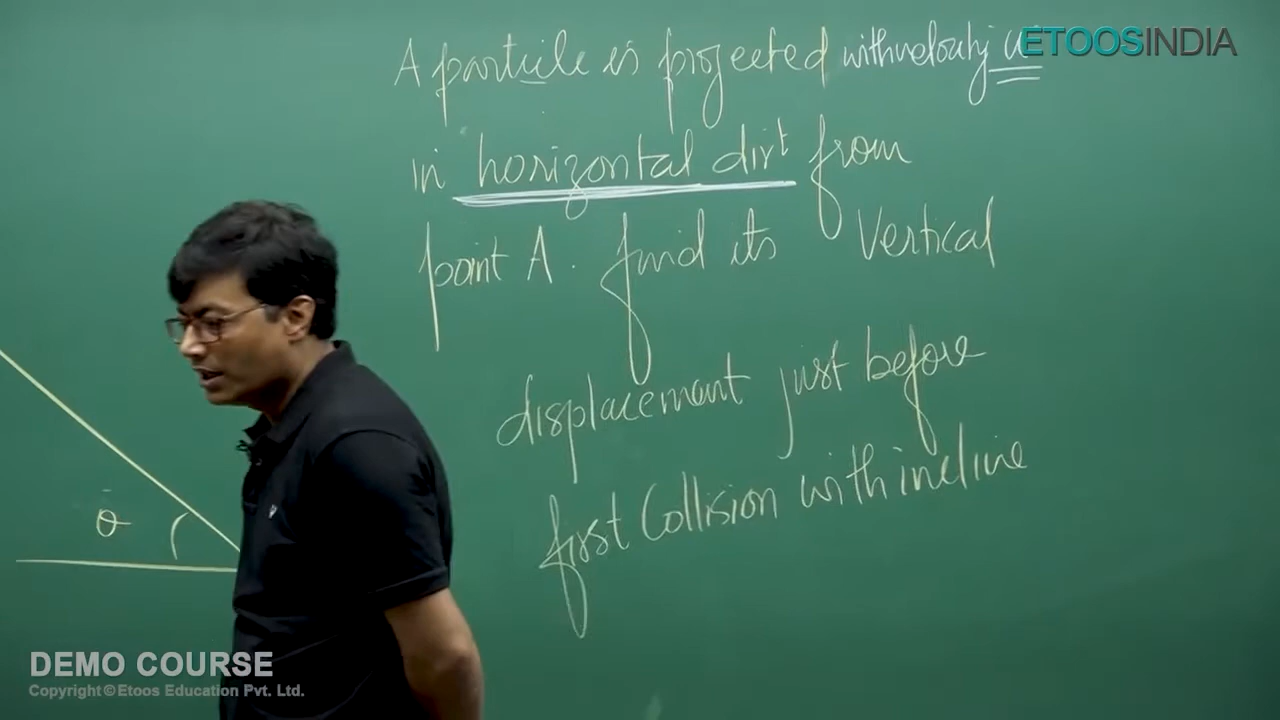 A particle is projected with velocity u
ETOOSINDIA
in horizontal dirt from
point A. find its Vertical
displacement just before
first Collision with incline
θ
DEMO COURSE
Copyright © Etoos Education Pvt. Ltd.